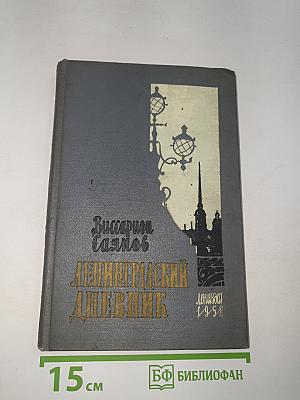 Виссарион
Саянов
ЛЕНИНГРАДСКИЙ
ДНЕВНИК
ЛЕНИЗДАТ
1958
15 см
БФ БИБЛИОФАН